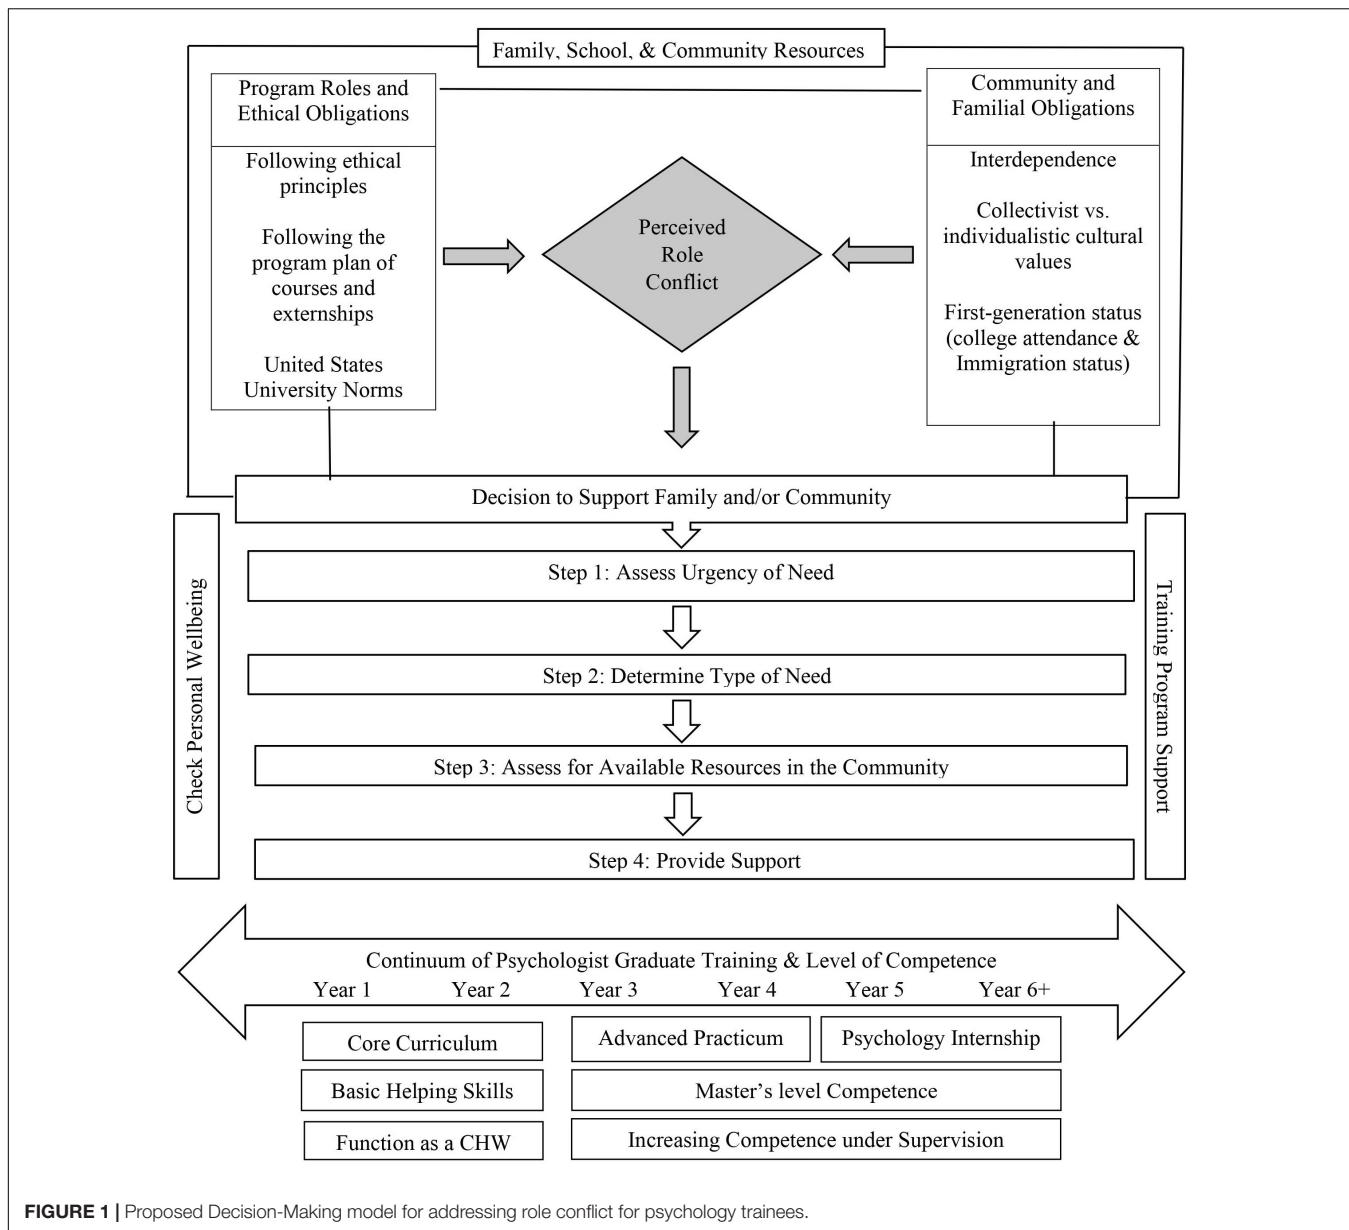 Family, School, & Community Resources
Program Roles and
Ethical Obligations
Following ethical
principles
Following the
program plan of
courses and
externships
United States
University Norms
Perceived
Role
Conflict
Community and
Familial Obligations
Interdependence
Collectivist vs.
individualistic cultural
values
First-generation status
(college attendance &
Immigration status)
Decision to Support Family and/or Community
Check Personal Wellbeing
Step 1: Assess Urgency of Need
Step 2: Determine Type of Need
Step 3: Assess for Available Resources in the Community
Step 4: Provide Support
Training Program Support
Continuum of Psychologist Graduate Training & Level of Competence
Year 1 Year 2 Year 3 Year 4 Year 5 Year 6+
Core Curriculum Advanced Practicum Psychology Internship
Basic Helping Skills Master’s level Competence
Function as a CHW Increasing Competence under Supervision
FIGURE 1 | Proposed Decision-Making model for addressing role conflict for psychology trainees.